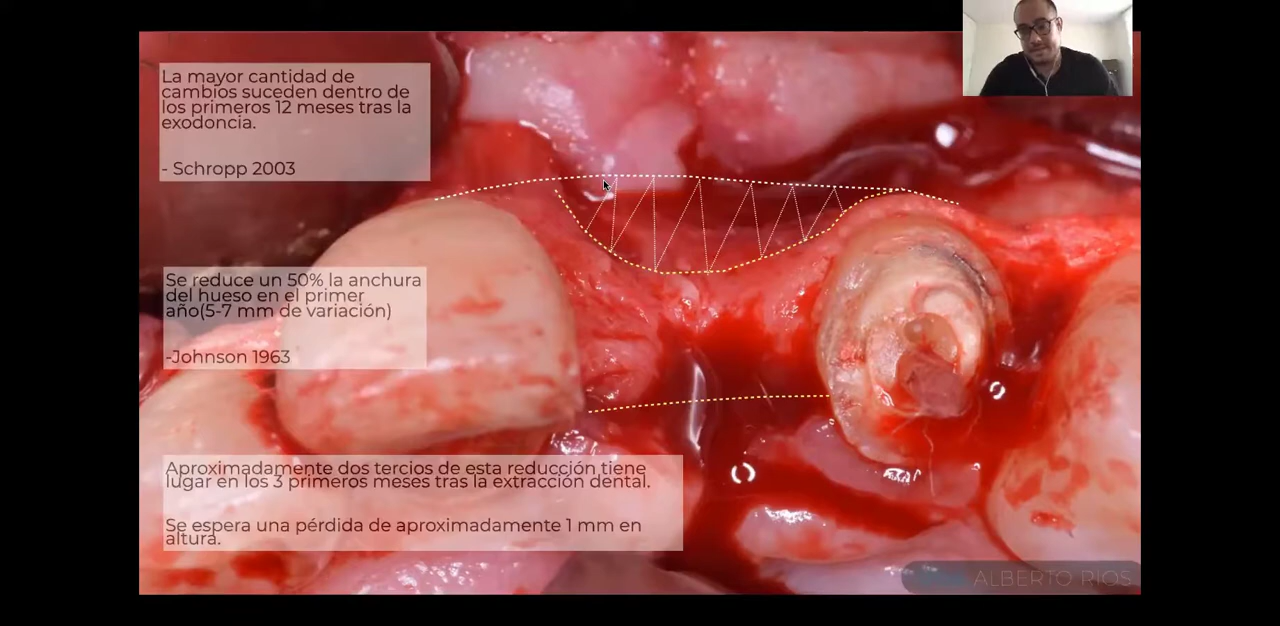 La mayor cantidad de
cambios suceden dentro de
los primeros 12 meses tras la
exodoncia.
- Schropp 2003
Se reduce un 50% la anchura
del hueso en el primer
año(5-7 mm de variación)
-Johnson 1963
Aproximadamente dos tercios de esta reducción tiene
lugar en los 3 primeros meses tras la extracción dental.
Se espera una pérdida de aproximadamente 1 mm en
altura.
ALBERTO RIOS